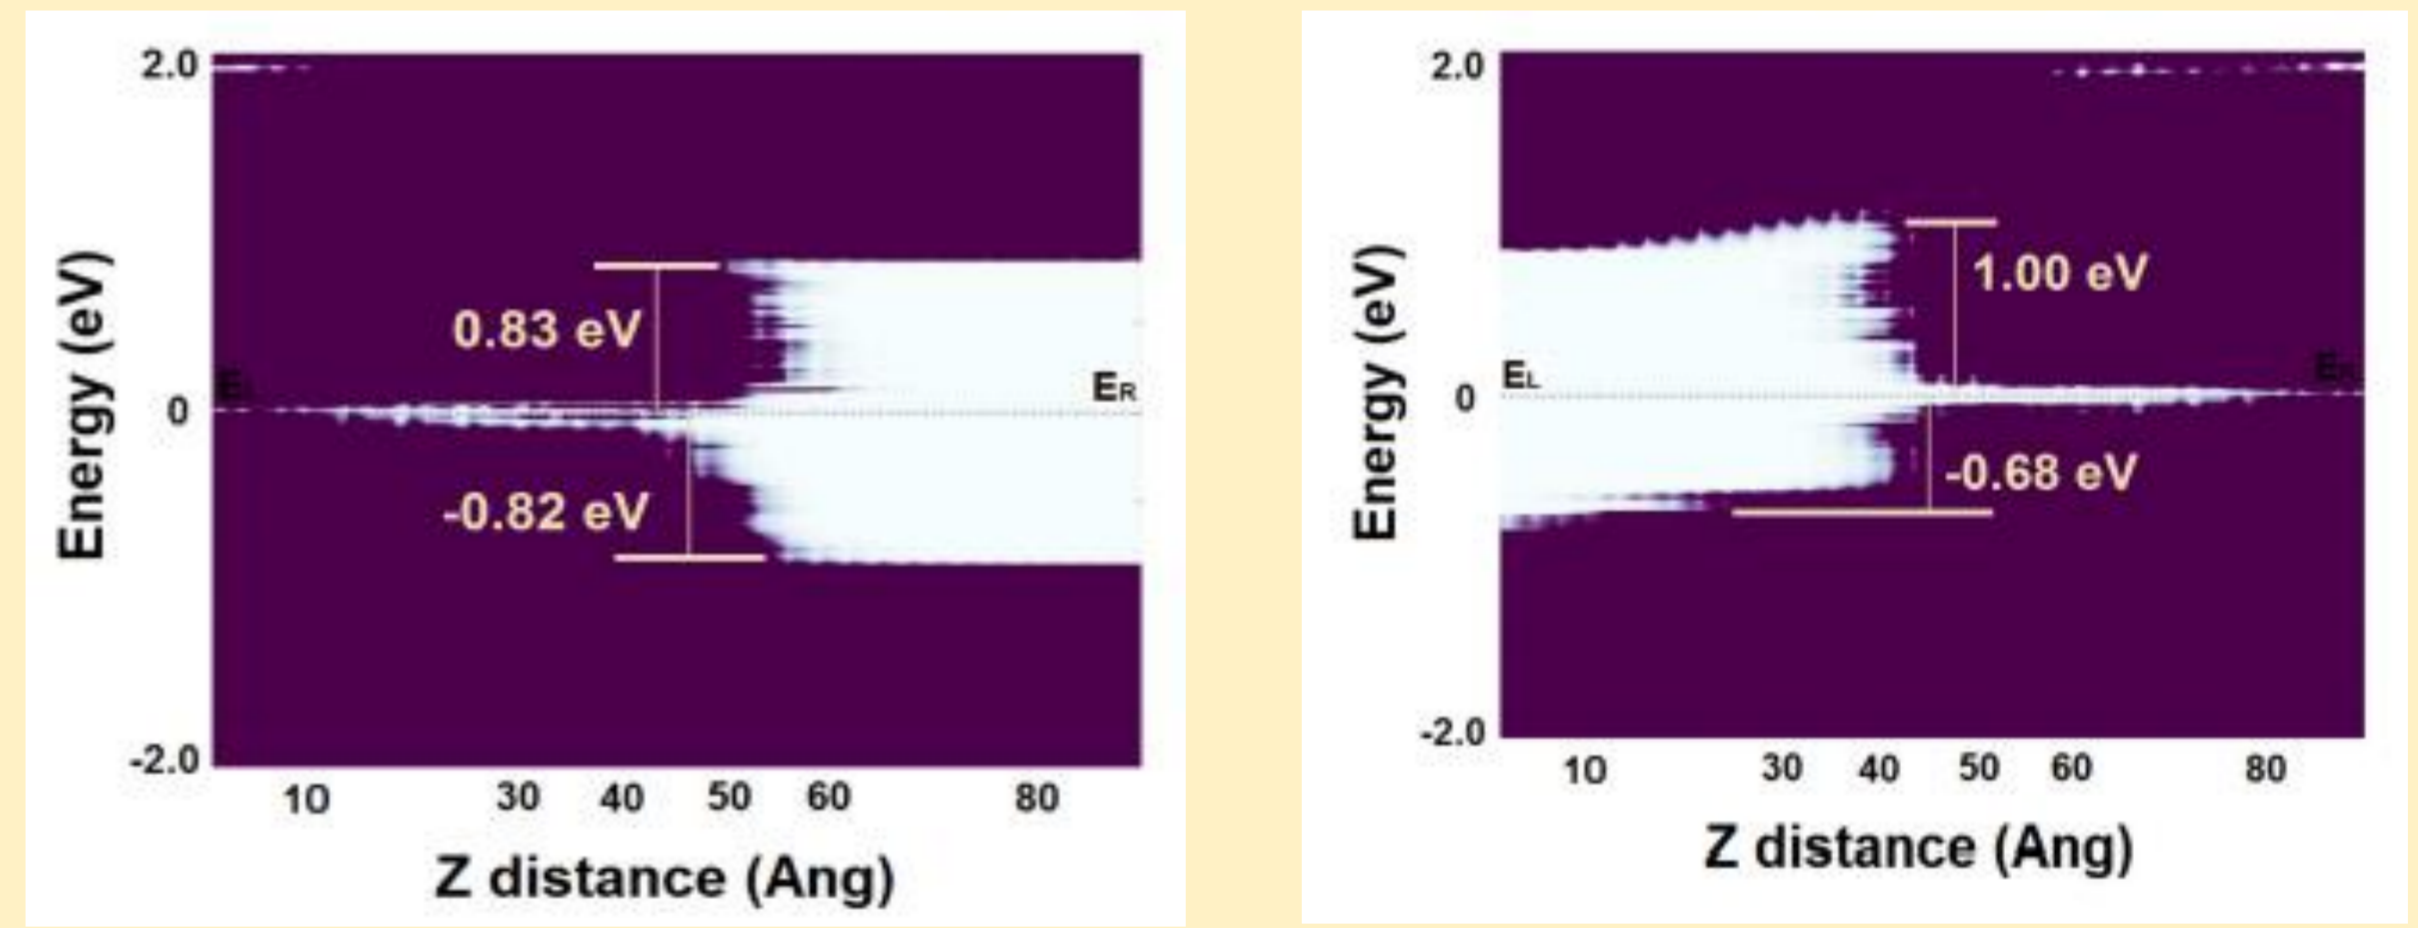 2.0
0.83 eV
E
ER
0
-0.82 eV
-2.0
10 30 40 50 60 80
Energy (eV)
Z distance (Ang)
2.0
1.00 eV
EL
0
-0.68 eV
-2.0
10 30 40 50 60 80
Energy (eV)
Z distance (Ang)